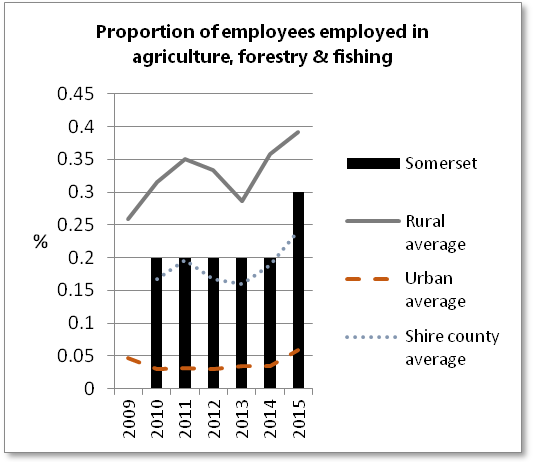 Proportion of employees employed in
agriculture, forestry & fishing
0.45
0.4
0.35
0.3
0.25
0.2
0.15
0.1
0.05
0
%
2009
2010
2011
2012
2013
2014
2015
Somerset
Rural
average
Urban
average
Shire county
average